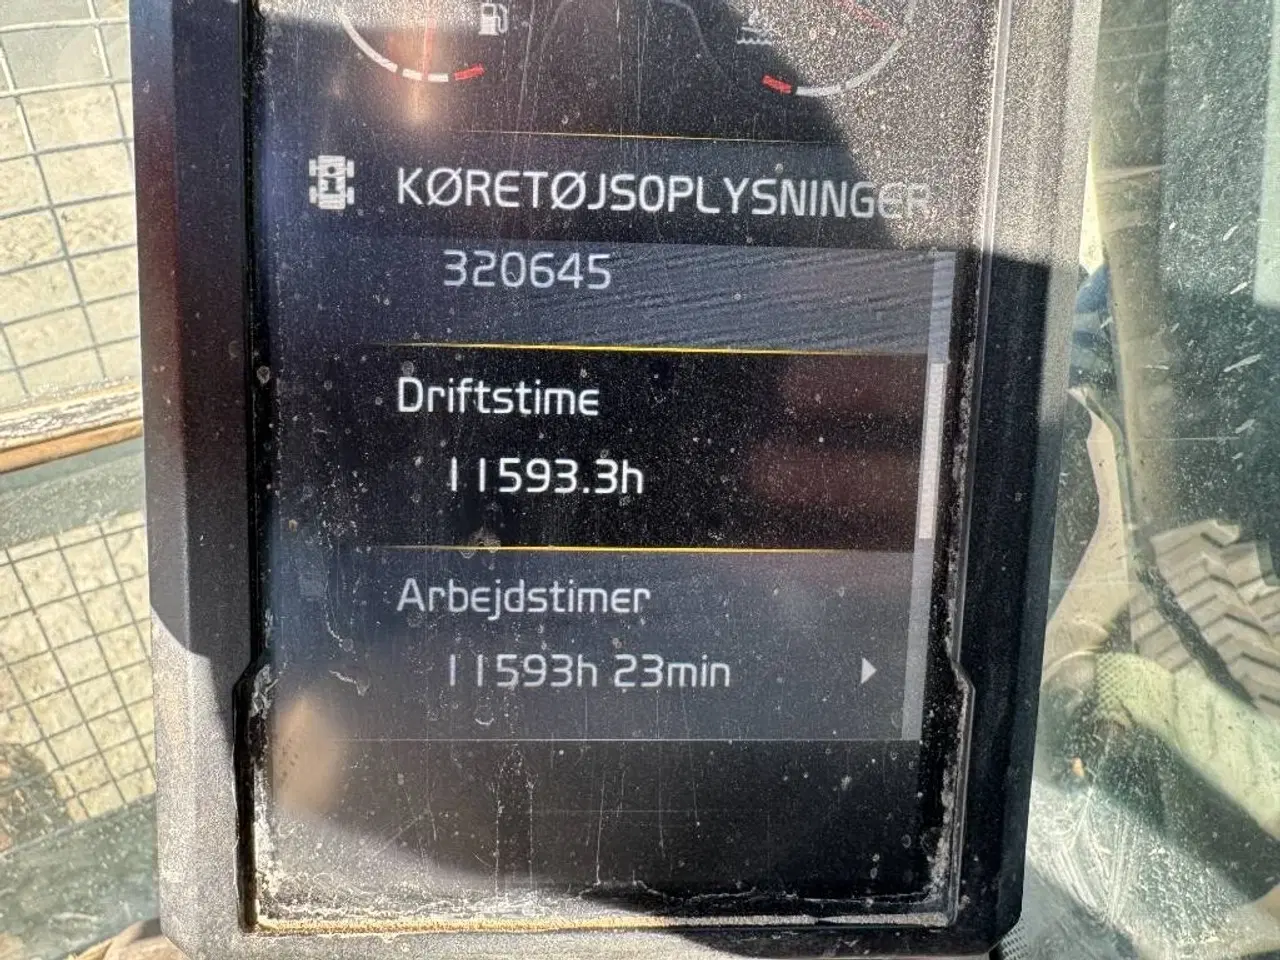 KØRETØJSOPLYSNINGER
320645
Driftstime
11593.3h
Arbejdstimer
11593h 23min